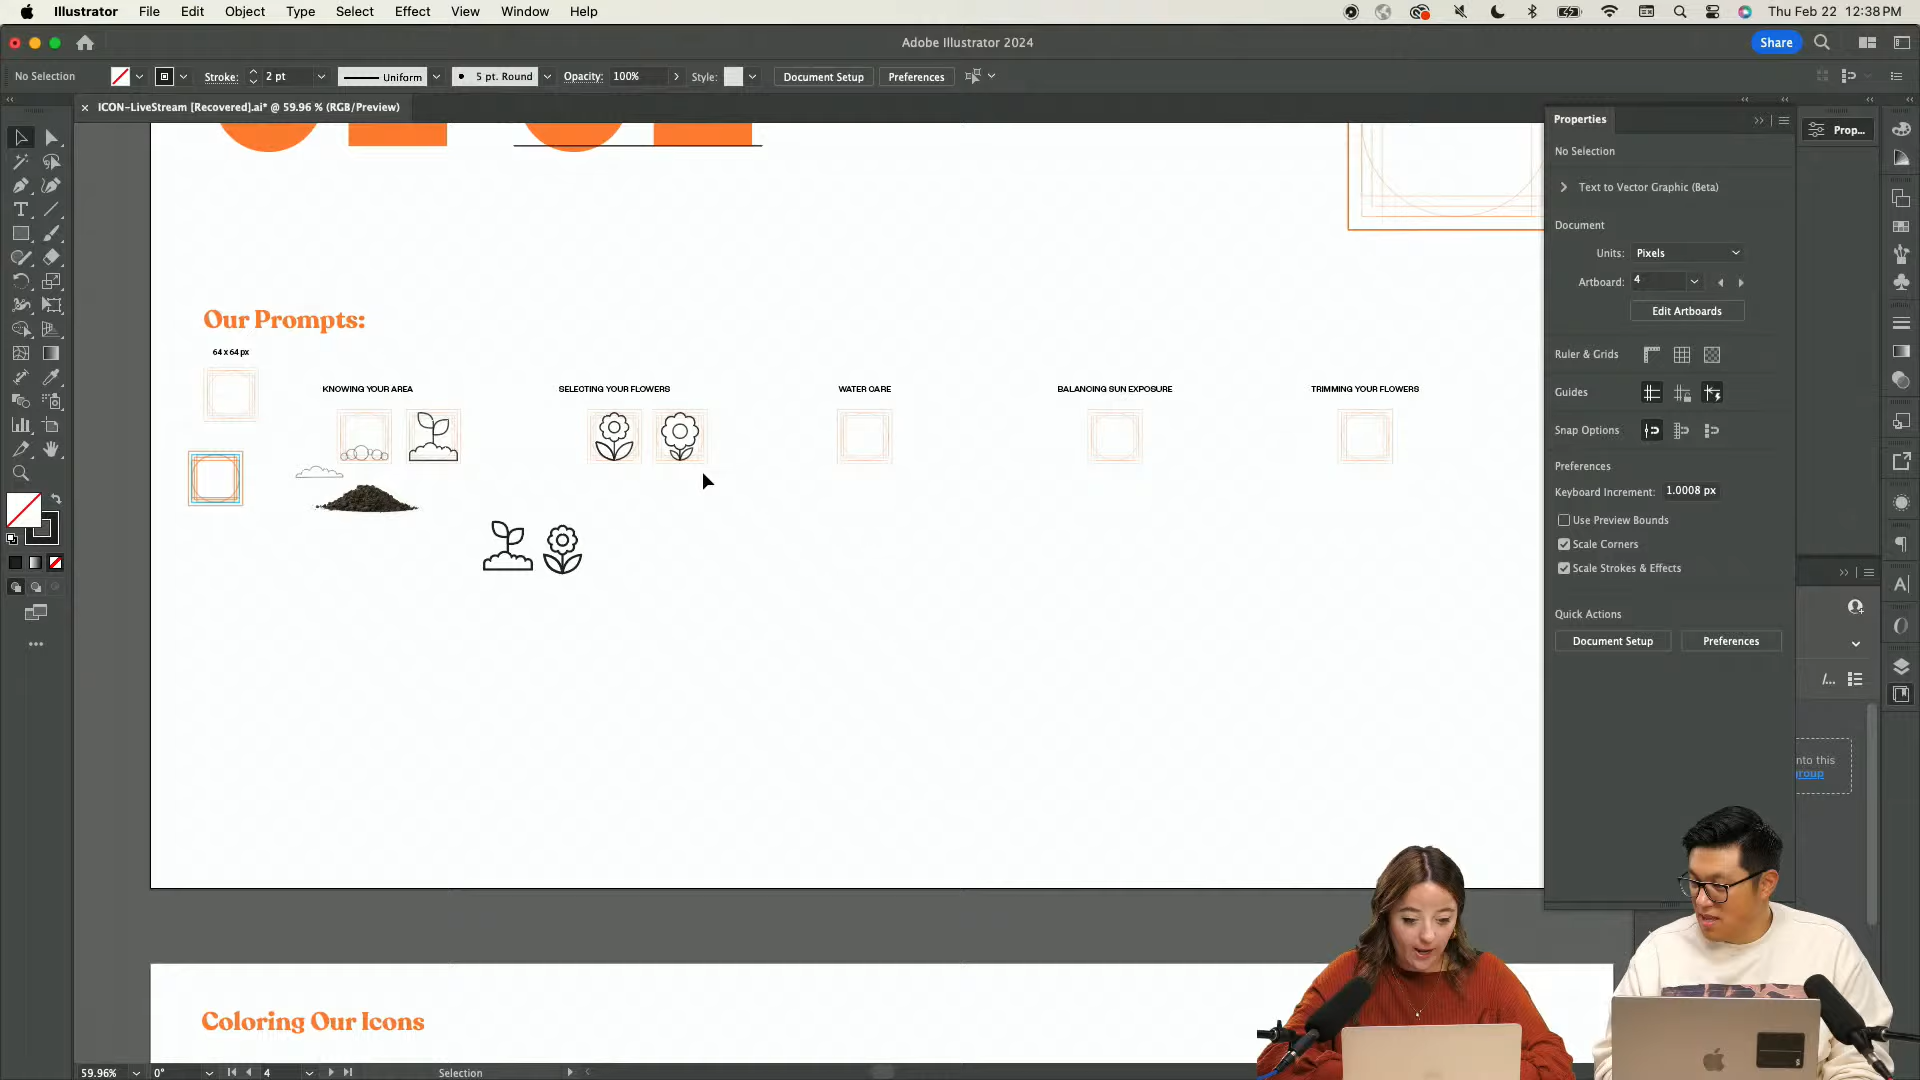 Illustrator File Edit Object Type Select Effect View Window Help
Thu Feb 22 12:38 PM
Adobe Illustrator 2024
Share
No Selection
Stroke: 2 pt
Uniform
5 pt. Round
Opacity: 100%
Style:
Document Setup
Preferences
× ICON-LiveStream [Recovered].ai* @ 59.96 % (RGB/Preview)
Properties
Prop...
No Selection
Text to Vector Graphic (Beta)
Document
Units: Pixels
Artboard: 4
Edit Artboards
Ruler & Grids
Guides
Snap Options
Preferences
Keyboard Increment: 1.0008 px
Use Preview Bounds
Scale Corners
Scale Strokes & Effects
Quick Actions
Document Setup
Preferences
nto this
group
Our Prompts:
64 x 64 px
KNOWING YOUR AREA
SELECTING YOUR FLOWERS
WATER CARE
BALANCING SUN EXPOSURE
TRIMMING YOUR FLOWERS
Coloring Our Icons
59.96% 0° 4 Selection